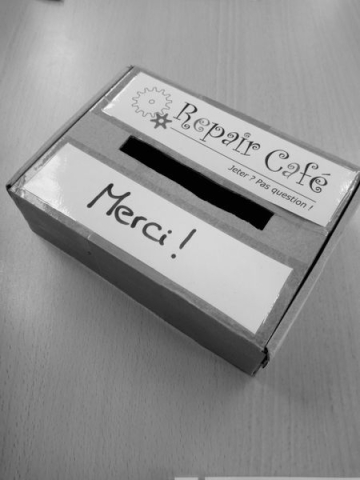 Repair Café
Jeter ? Pas question !
Merci !